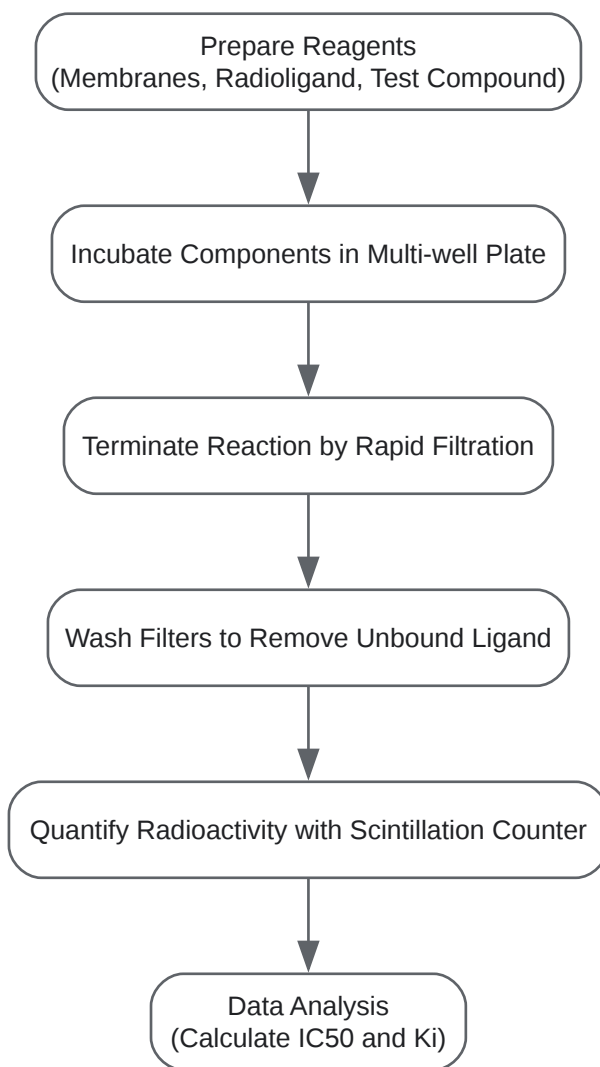 Prepare Reagents
(Membranes, Radioligand, Test Compound)
Incubate Components in Multi-well Plate
Terminate Reaction by Rapid Filtration
Wash Filters to Remove Unbound Ligand
Quantify Radioactivity with Scintillation Counter
Data Analysis
(Calculate IC50 and Ki)